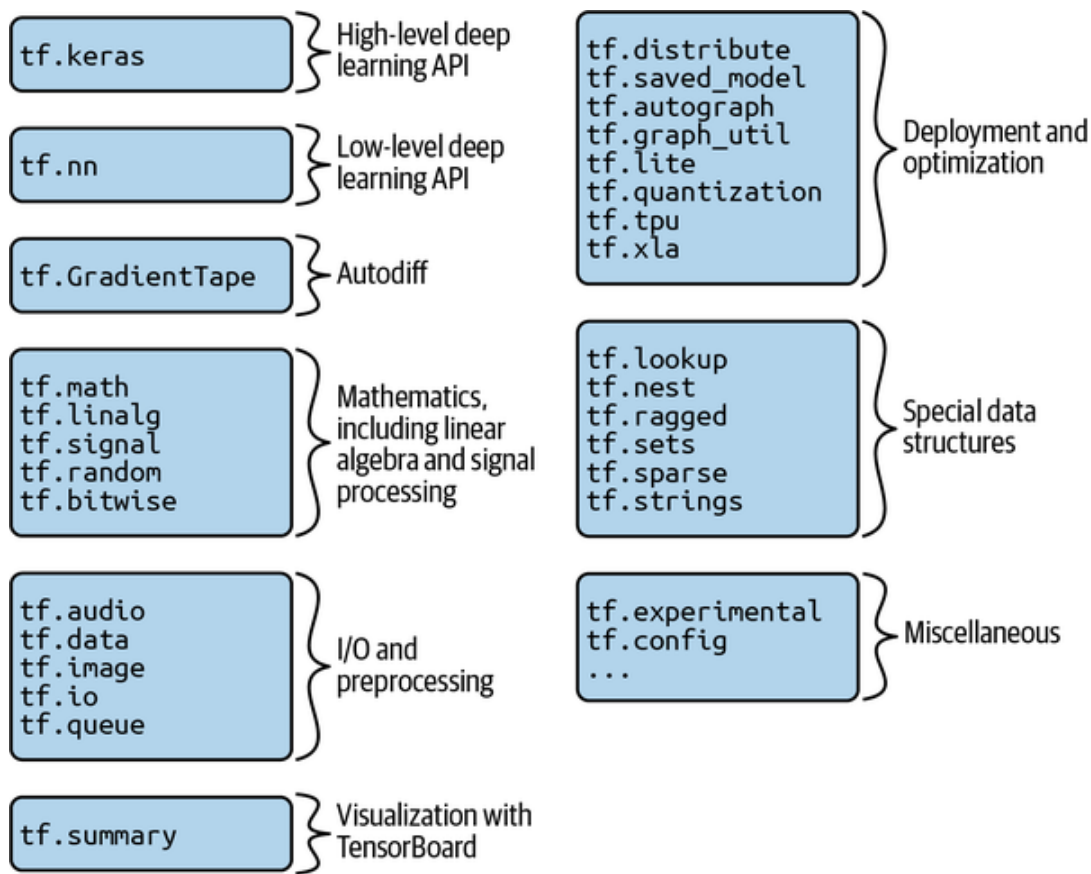 tf.keras
High-level deep
learning API
tf.nn
Low-level deep
learning API
tf.GradientTape
Autodiff
tf.math
tf.linalg
tf.signal
tf.random
tf.bitwise
Mathematics,
including linear
algebra and signal
processing
tf.audio
tf.data
tf.image
tf.io
tf.queue
I/O and
preprocessing
tf.summary
Visualization with
TensorBoard
tf.distribute
tf.saved_model
tf.autograph
tf.graph_util
tf.lite
tf.quantization
tf.tpu
tf.xla
Deployment and
optimization
tf.lookup
tf.nest
tf.ragged
tf.sets
tf.sparse
tf.strings
Special data
structures
tf.experimental
tf.config
...
Miscellaneous